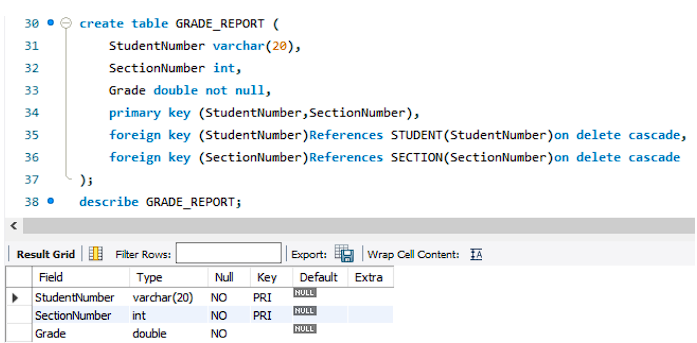 30 create table GRADE_REPORT (
31 StudentNumber varchar(20),
32 SectionNumber int,
33 Grade double not null,
34 primary key (StudentNumber,SectionNumber),
35 foreign key (StudentNumber)References STUDENT(StudentNumber)on delete cascade,
36 foreign key (SectionNumber)References SECTION(SectionNumber)on delete cascade
37 );
38 describe GRADE_REPORT;
Result Grid Filter Rows: Export: Wrap Cell Content: IA
Field Type Null Key Default Extra
StudentNumber varchar(20) NO PRI NULL
SectionNumber int NO PRI NULL
Grade double NO NULL